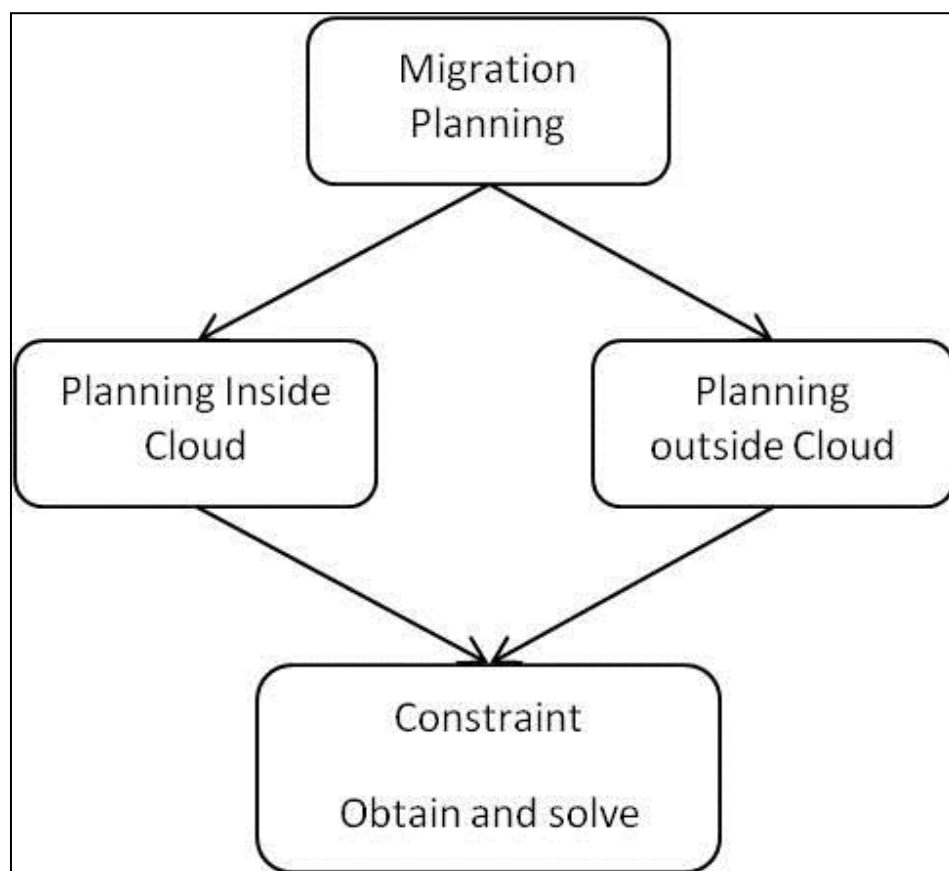 Migration
Planning
Planning Inside
Cloud
Planning
outside Cloud
Constraint
Obtain and solve